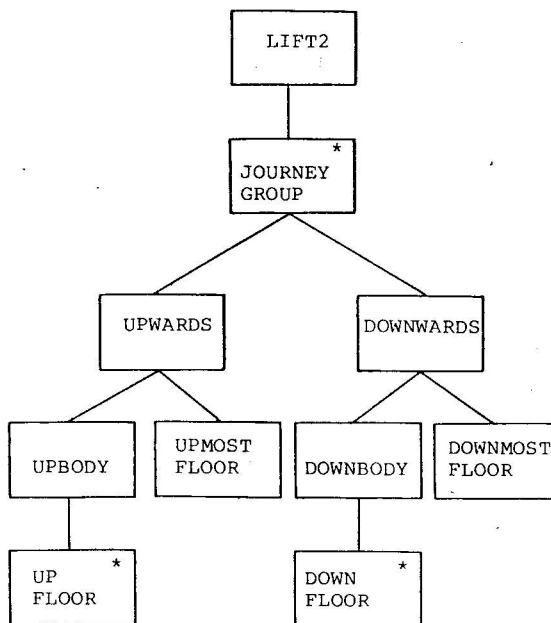 LIFT2
*
JOURNEY
GROUP
UPWARDS
DOWNWARDS
UPBODY
UPMOST
FLOOR
DOWNBODY
DOWNMOST
FLOOR
*
UP
FLOOR
*
DOWN
FLOOR